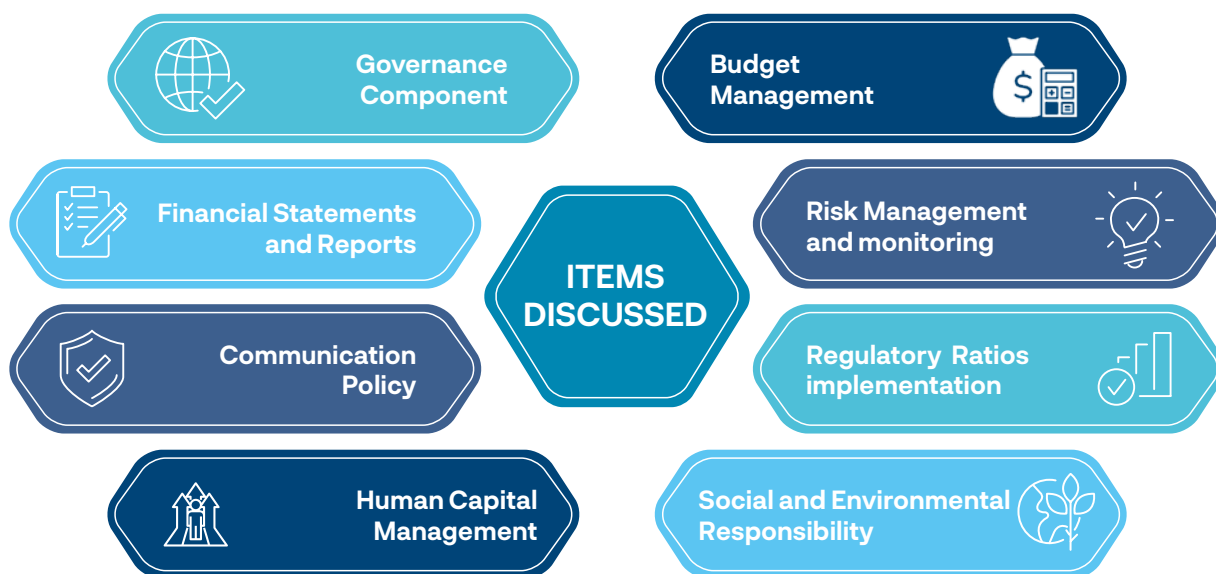 Governance
Component
Budget
Management
Financial Statements
and Reports
Risk Management
and monitoring
ITEMS
DISCUSSED
Communication
Policy
Regulatory Ratios
implementation
Human Capital
Management
Social and Environmental
Responsibility
$